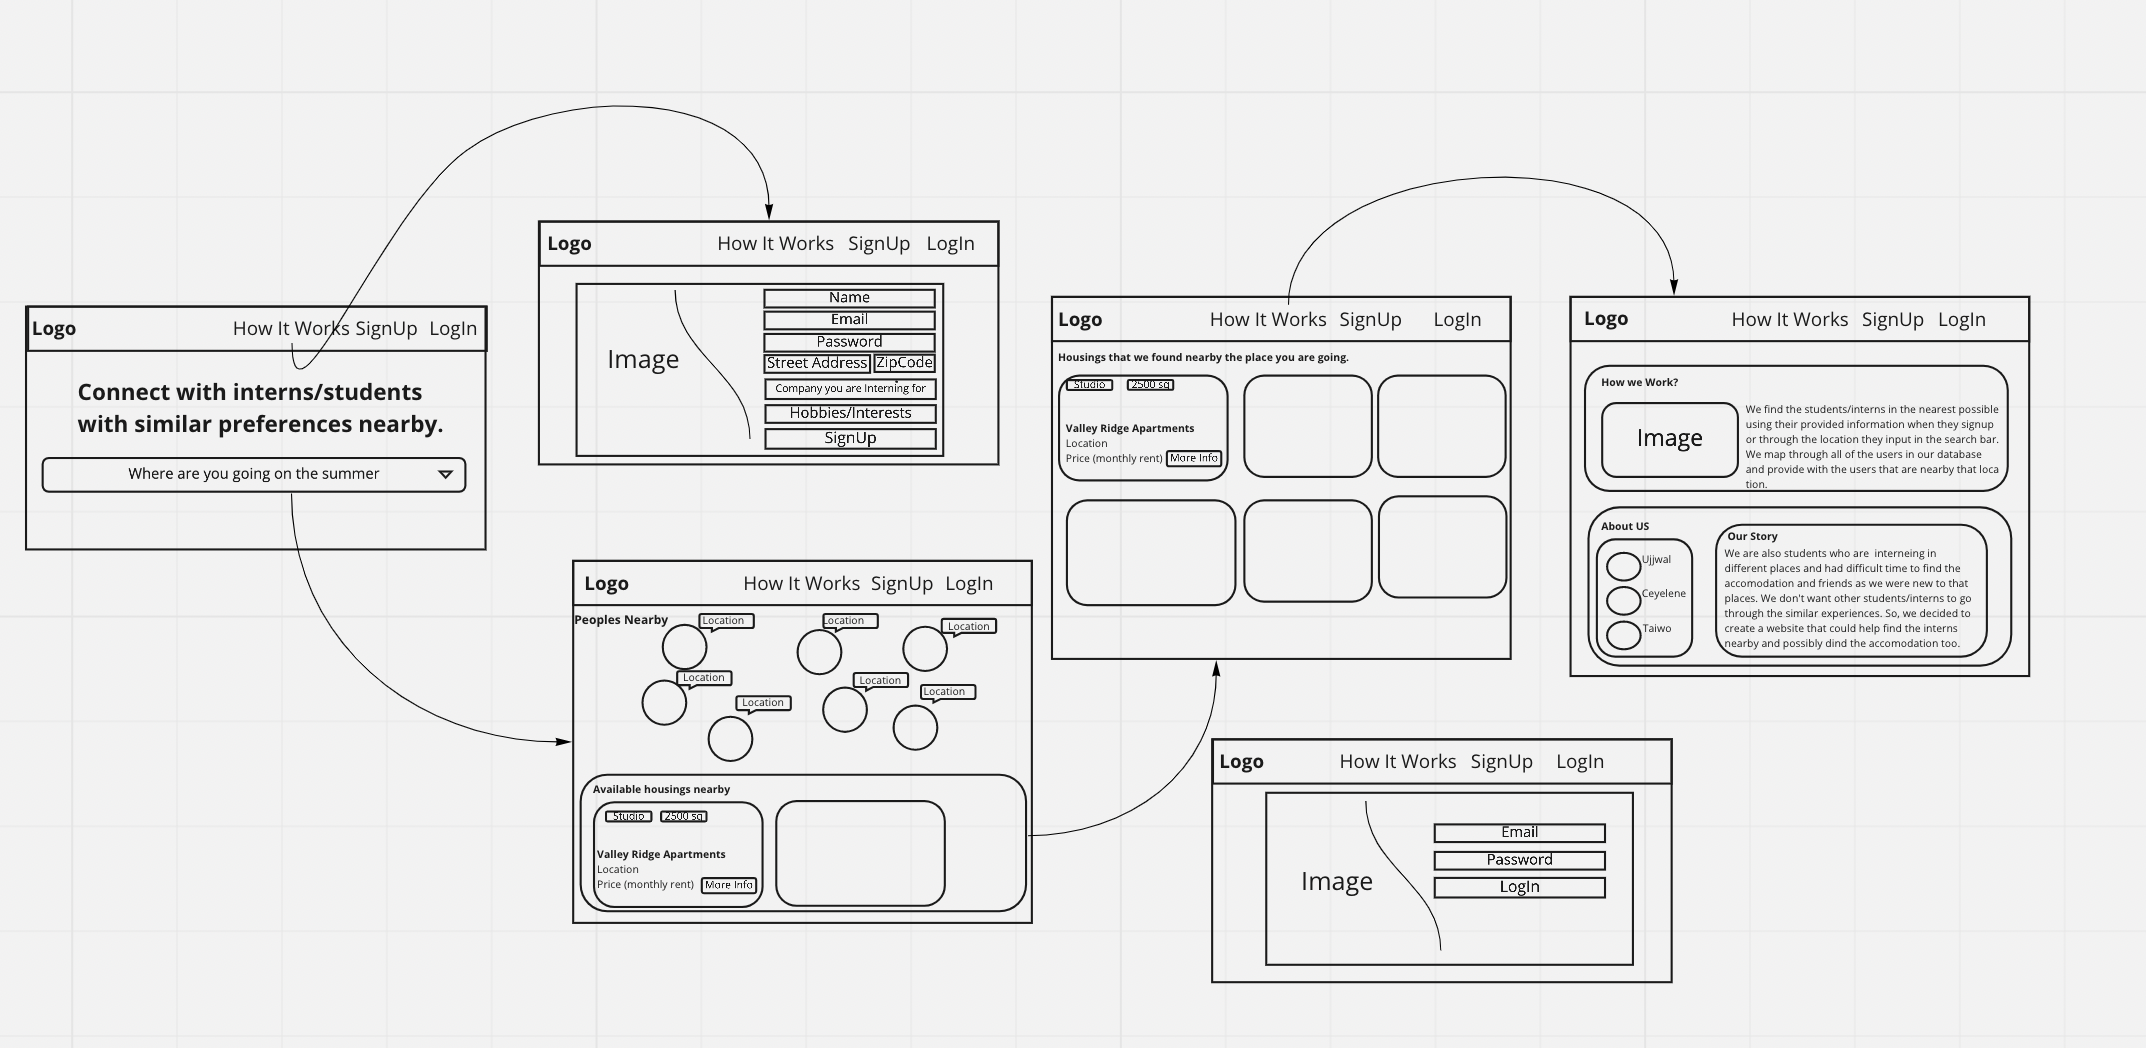 Logo
How It Works SignUp LogIn
Connect with interns/students
with similar preferences nearby.
Where are you going on the summer
Logo
How It Works SignUp LogIn
Image
Name
Email
Password
Street Address ZipCode
Company you are Interning for
Hobbies/Interests
SignUp
Logo
How It Works SignUp LogIn
Peoples Nearby
Location
Location
Location
Location
Location
Location
Location
Available housings nearby
Studio 2500 sq
Valley Ridge Apartments
Location
Price (monthly rent) More Info
Logo
How It Works SignUp LogIn
Housings that we found nearby the place you are going.
Studio 2500 sq
Valley Ridge Apartments
Location
Price (monthly rent) More Info
Logo
How It Works SignUp LogIn
How we Work?
Image
We find the students/interns in the nearest possible
using their provided information when they signup
or through the location they input in the search bar.
We map through all of the users in our database
and provide with the users that are nearby that loca
tion.
About US
Ujjwal
Ceyelene
Taiwo
Our Story
We are also students who are interneing in
different places and had difficult time to find the
accomodation and friends as we were new to that
places. We don't want other students/interns to go
through the similar experiences. So, we decided to
create a website that could help find the interns
nearby and possibly dind the accomodation too.
Logo
How It Works SignUp LogIn
Image
Email
Password
LogIn